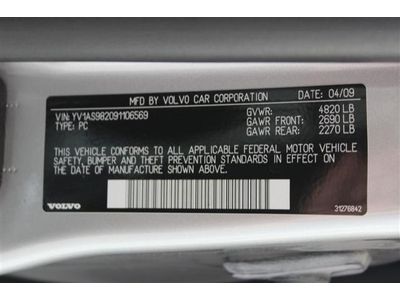 MFD. BY VOLVO CAR CORPORATION DATE: 04/09
VIN: YV1AS982091106569 GVWR: 4820 LB
TYPE: PC GAWR FRONT: 2690 LB
GAWR REAR: 2270 LB
THIS VEHICLE CONFORMS TO ALL APPLICABLE FEDERAL MOTOR VEHICLE
SAFETY, BUMPER AND THEFT PREVENTION STANDARDS IN EFFECT ON THE
DATE OF MANUFACTURE SHOWN ABOVE.
VOLVO 31276842